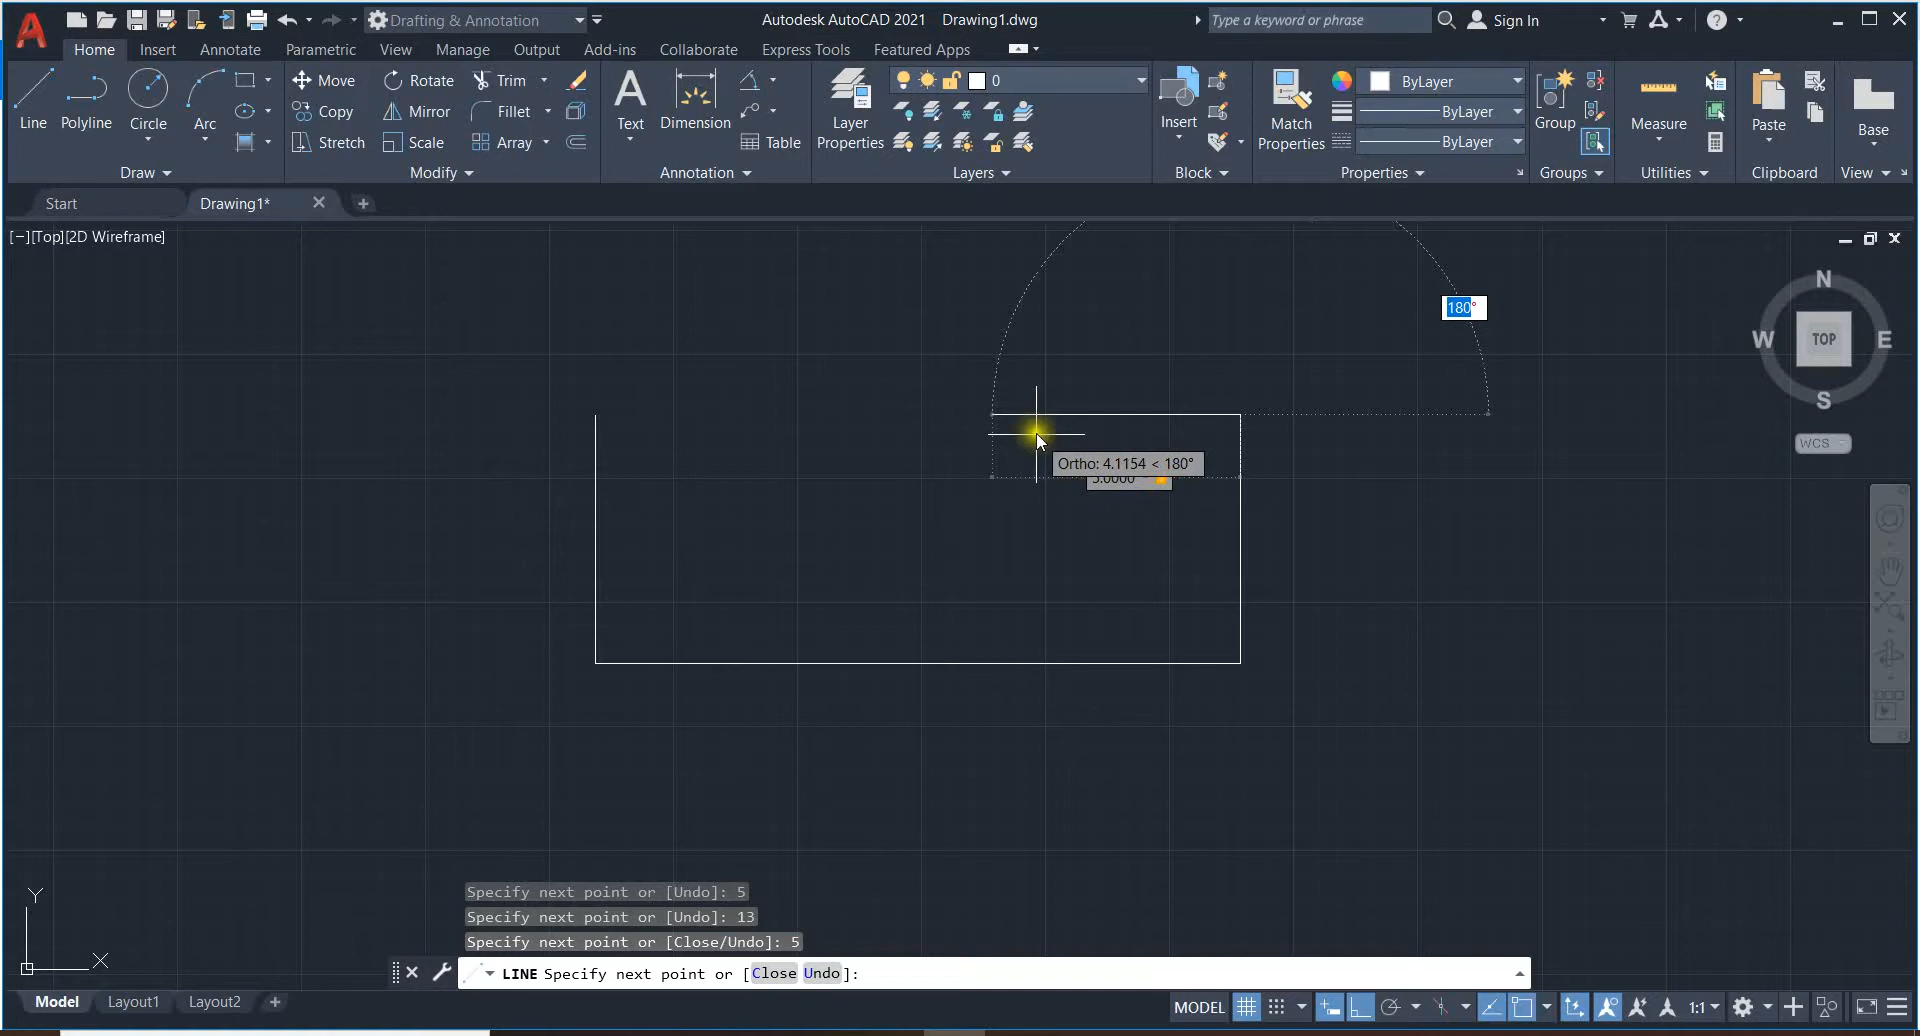 Drafting & Annotation
Autodesk AutoCAD 2021 Drawing1.dwg
Type a keyword or phrase
Sign In
Home Insert Annotate Parametric View Manage Output Add-ins Collaborate Express Tools Featured Apps
Line
Polyline
Circle
Arc
Draw
Move
Rotate
Trim
Copy
Mirror
Fillet
Stretch
Scale
Array
Modify
Text
Dimension
Table
Annotation
Layer
Properties
0
Layers
Insert
Block
Match
Properties
ByLayer
ByLayer
ByLayer
Properties
Group
Groups
Measure
Utilities
Paste
Clipboard
Base
View
Start
Drawing1*
[−][Top][2D Wireframe]
180°
N
W
TOP
E
S
WCS
Ortho: 4.1154 < 180°
5.0000
Y
X
Specify next point or [Undo]: 5
Specify next point or [Undo]: 13
Specify next point or [Close/Undo]: 5
LINE Specify next point or [Close Undo]:
Model Layout1 Layout2
MODEL
1:1